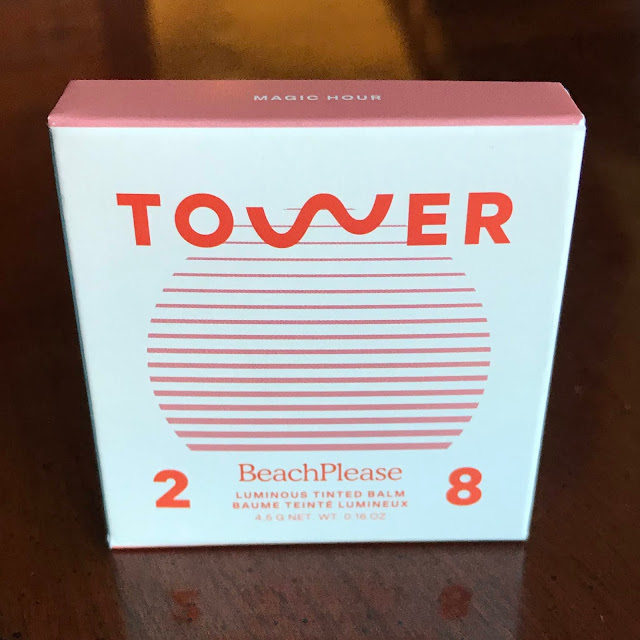 MAGIC HOUR
TOWER
BeachPlease
2 8
LUMINOUS TINTED BALM
BAUME TEINTÉ LUMINEUX
4.5 G NET. WT. 0.16 OZ